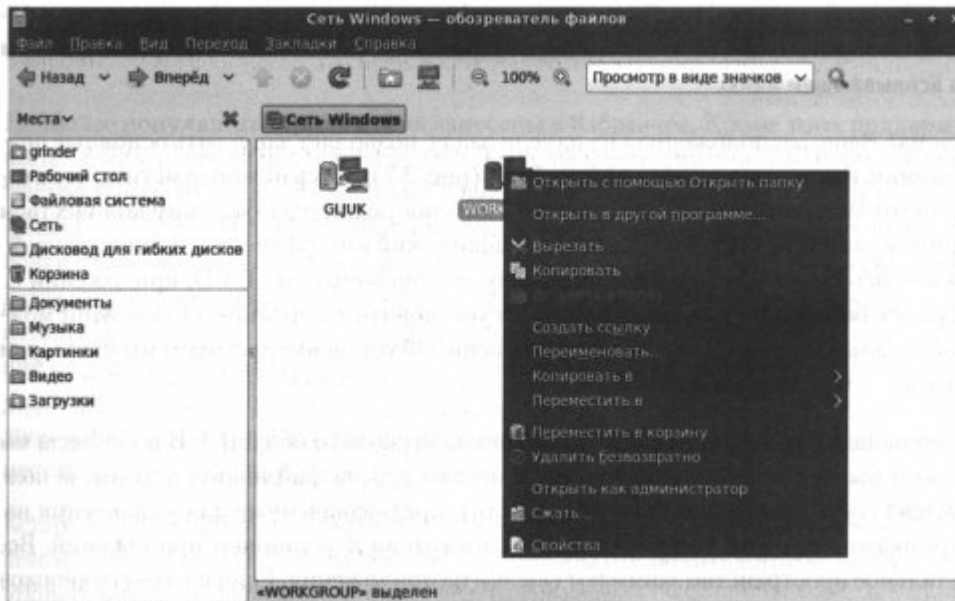 Сеть Windows — обозреватель файлов
Файл Правка Вид Переход Закладки Справка
Назад Вперёд 100% Просмотр в виде значков
Места
Сеть Windows
grinder
Рабочий стол
Файловая система
Сеть
Дисковод для гибких дисков
Корзина
Документы
Музыка
Картинки
Видео
Загрузки
GLJUK
Открыть с помощью Открыть папку
Открыть в другой программе...
Вырезать
Копировать
Создать ссылку
Переименовать...
Копировать в
Переместить в
Переместить в корзину
Удалить безвозвратно
Открыть как администратор
Сжать...
Свойства
«WORKGROUP» выделен